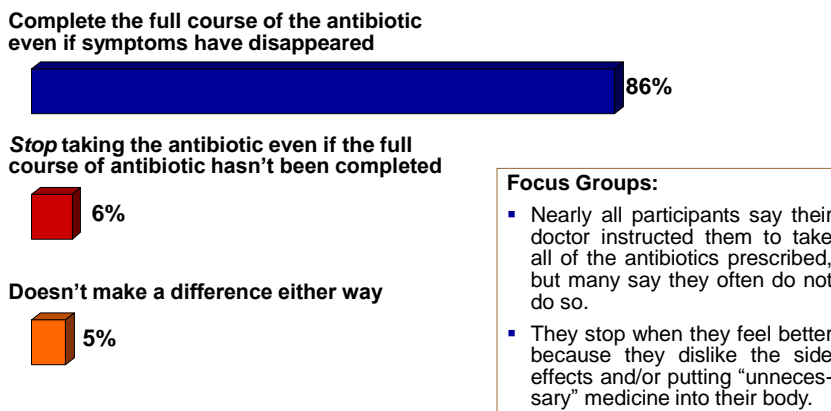 Complete the full course of the antibiotic
even if symptoms have disappeared
86%
Stop taking the antibiotic even if the full
course of antibiotic hasn’t been completed
6%
Doesn’t make a difference either way
5%
Focus Groups:
▪ Nearly all participants say their
doctor instructed them to take
all of the antibiotics prescribed,
but many say they often do not
do so.
▪ They stop when they feel better
because they dislike the side
effects and/or putting “unneces-
sary” medicine into their body.